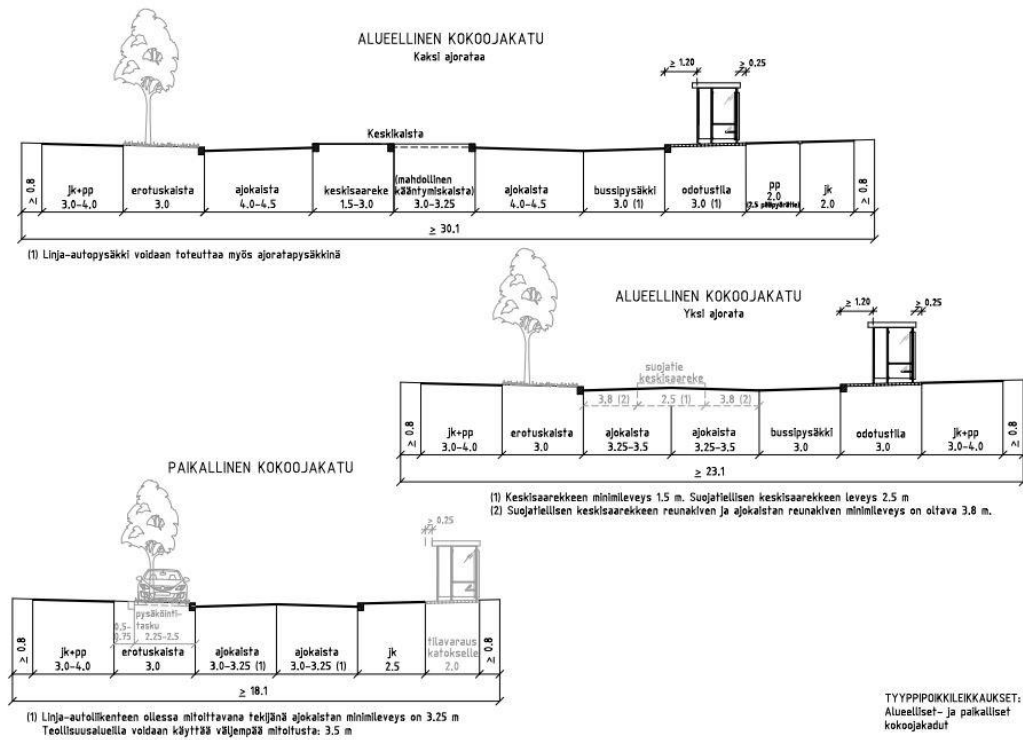 ALUEELLINEN KOKOOJAKATU
Kaksi ajorataa
≥ 1.20
≥ 0.25
Keskikaista
≥ 0.8
jk+pp
3.0-4.0
erotuskaista
3.0
ajokaista
4.0-4.5
keskisaareke
1.5-3.0
(mahdollinen
kääntymiskaista)
3.0-3.25
ajokaista
4.0-4.5
bussipysäkki
3.0 (1)
odotustila
3.0 (1)
pp
2.0
(2.5 pääpyörätie)
jk
2.0
≥ 0.8
≥ 30.1
(1) Linja-autopysäkki voidaan toteuttaa myös ajoratapysäkkinä
ALUEELLINEN KOKOOJAKATU
Yksi ajorata
≥ 1.20
≥ 0.25
suojatie
keskisaareke
3,8 (2)
2,5 (1)
3,8 (2)
≥ 0.8
jk+pp
3.0-4.0
erotuskaista
3.0
ajokaista
3.25-3.5
ajokaista
3.25-3.5
bussipysäkki
3.0
odotustila
3.0
jk+pp
3.0-4.0
≥ 0.8
≥ 23.1
(1) Keskisaarekkeen minimileveys 1.5 m. Suojatiellisen keskisaarekkeen leveys 2.5 m
(2) Suojatiellisen keskisaarekkeen reunakiven ja ajokaistan reunakiven minimileveys on oltava 3.8 m.
PAIKALLINEN KOKOOJAKATU
≥ 0.25
pysäköinti-
tasku
0.5-
0.75
2.25-2.5
≥ 0.8
jk+pp
3.0-4.0
erotuskaista
3.0
ajokaista
3.0-3.25 (1)
ajokaista
3.0-3.25 (1)
jk
2.5
tilavaraus
katokselle
2.0
≥ 0.8
≥ 18.1
(1) Linja-autoliikenteen ollessa mitoittavana tekijänä ajokaistan minimileveys on 3.25 m
Teollisuusalueilla voidaan käyttää väljempää mitoitusta: 3.5 m
TYYPPIPOIKKILEIKKAUKSET:
Alueelliset- ja paikalliset
kokoojakadut